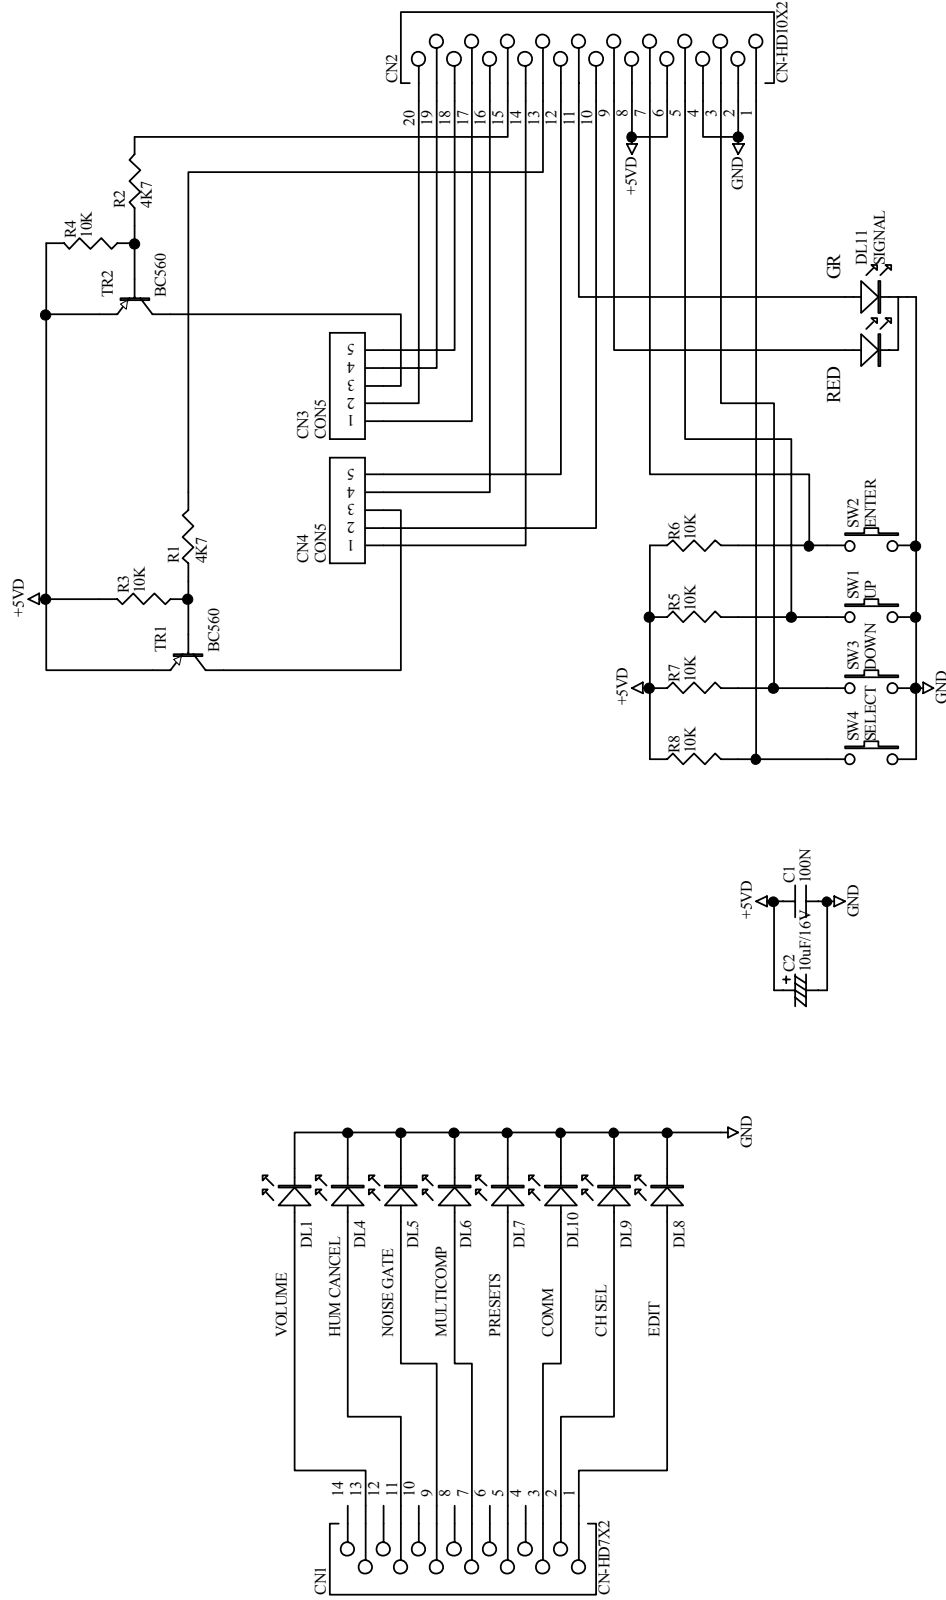 CN2
CN-HD10X2
20
19
18
17
16
15
14
13
12
11
10
9
8
7
6
5
4
3
2
1
+5VD
GND
R2
4K7
R4
10K
TR2
BC560
CN3
CON5
5
4
3
2
1
CN4
CON5
5
4
3
2
1
R1
4K7
R3
10K
+5VD
TR1
BC560
GR
DL11
SIGNAL
RED
R6
10K
R5
10K
R7
10K
R8
10K
+5VD
SW2
ENTER
SW1
UP
SW3
DOWN
SW4
SELECT
GND
+5VD
C1
100N
GND
+
C2
10uF/16V
GND
DL1
VOLUME
DL4
HUM CANCEL
DL5
NOISE GATE
DL6
MULTICOMP
DL7
PRESETS
DL10
COMM
DL9
CH SEL
DL8
EDIT
14
13
12
11
10
9
8
7
6
5
4
3
2
1
CN1
CN-HD7X2